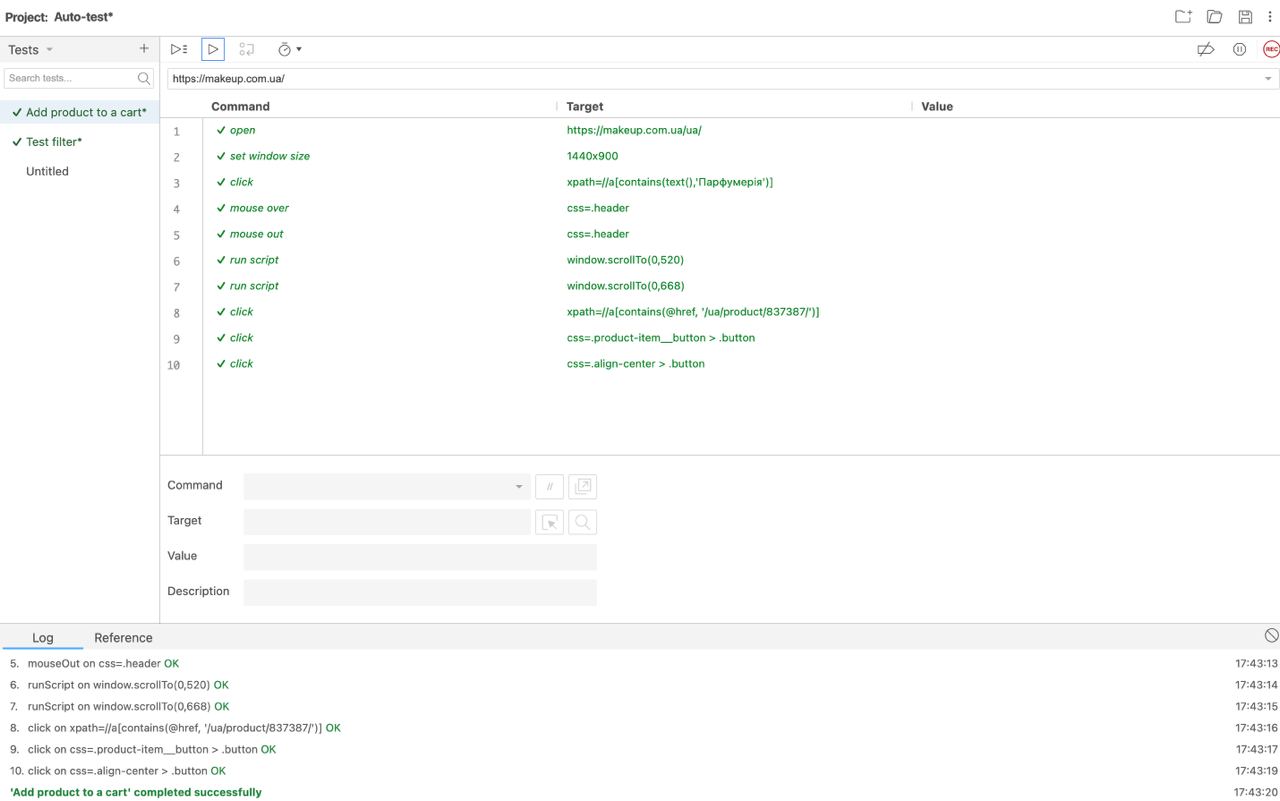 Project: Auto-test*
Tests
Search tests...
Add product to a cart*
Test filter*
Untitled
REC
https://makeup.com.ua/
Command Target Value
1 open https://makeup.com.ua/ua/
2 set window size 1440x900
3 click xpath=//a[contains(text(),'Парфумерія')]
4 mouse over css=.header
5 mouse out css=.header
6 run script window.scrollTo(0,520)
7 run script window.scrollTo(0,668)
8 click xpath=//a[contains(@href, '/ua/product/837387/')]
9 click css=.product-item__button > .button
10 click css=.align-center > .button
Command //
Target
Value
Description
Log Reference
5. mouseOut on css=.header OK 17:43:13
6. runScript on window.scrollTo(0,520) OK 17:43:14
7. runScript on window.scrollTo(0,668) OK 17:43:15
8. click on xpath=//a[contains(@href, '/ua/product/837387/')] OK 17:43:16
9. click on css=.product-item__button > .button OK 17:43:17
10. click on css=.align-center > .button OK 17:43:19
'Add product to a cart' completed successfully 17:43:20